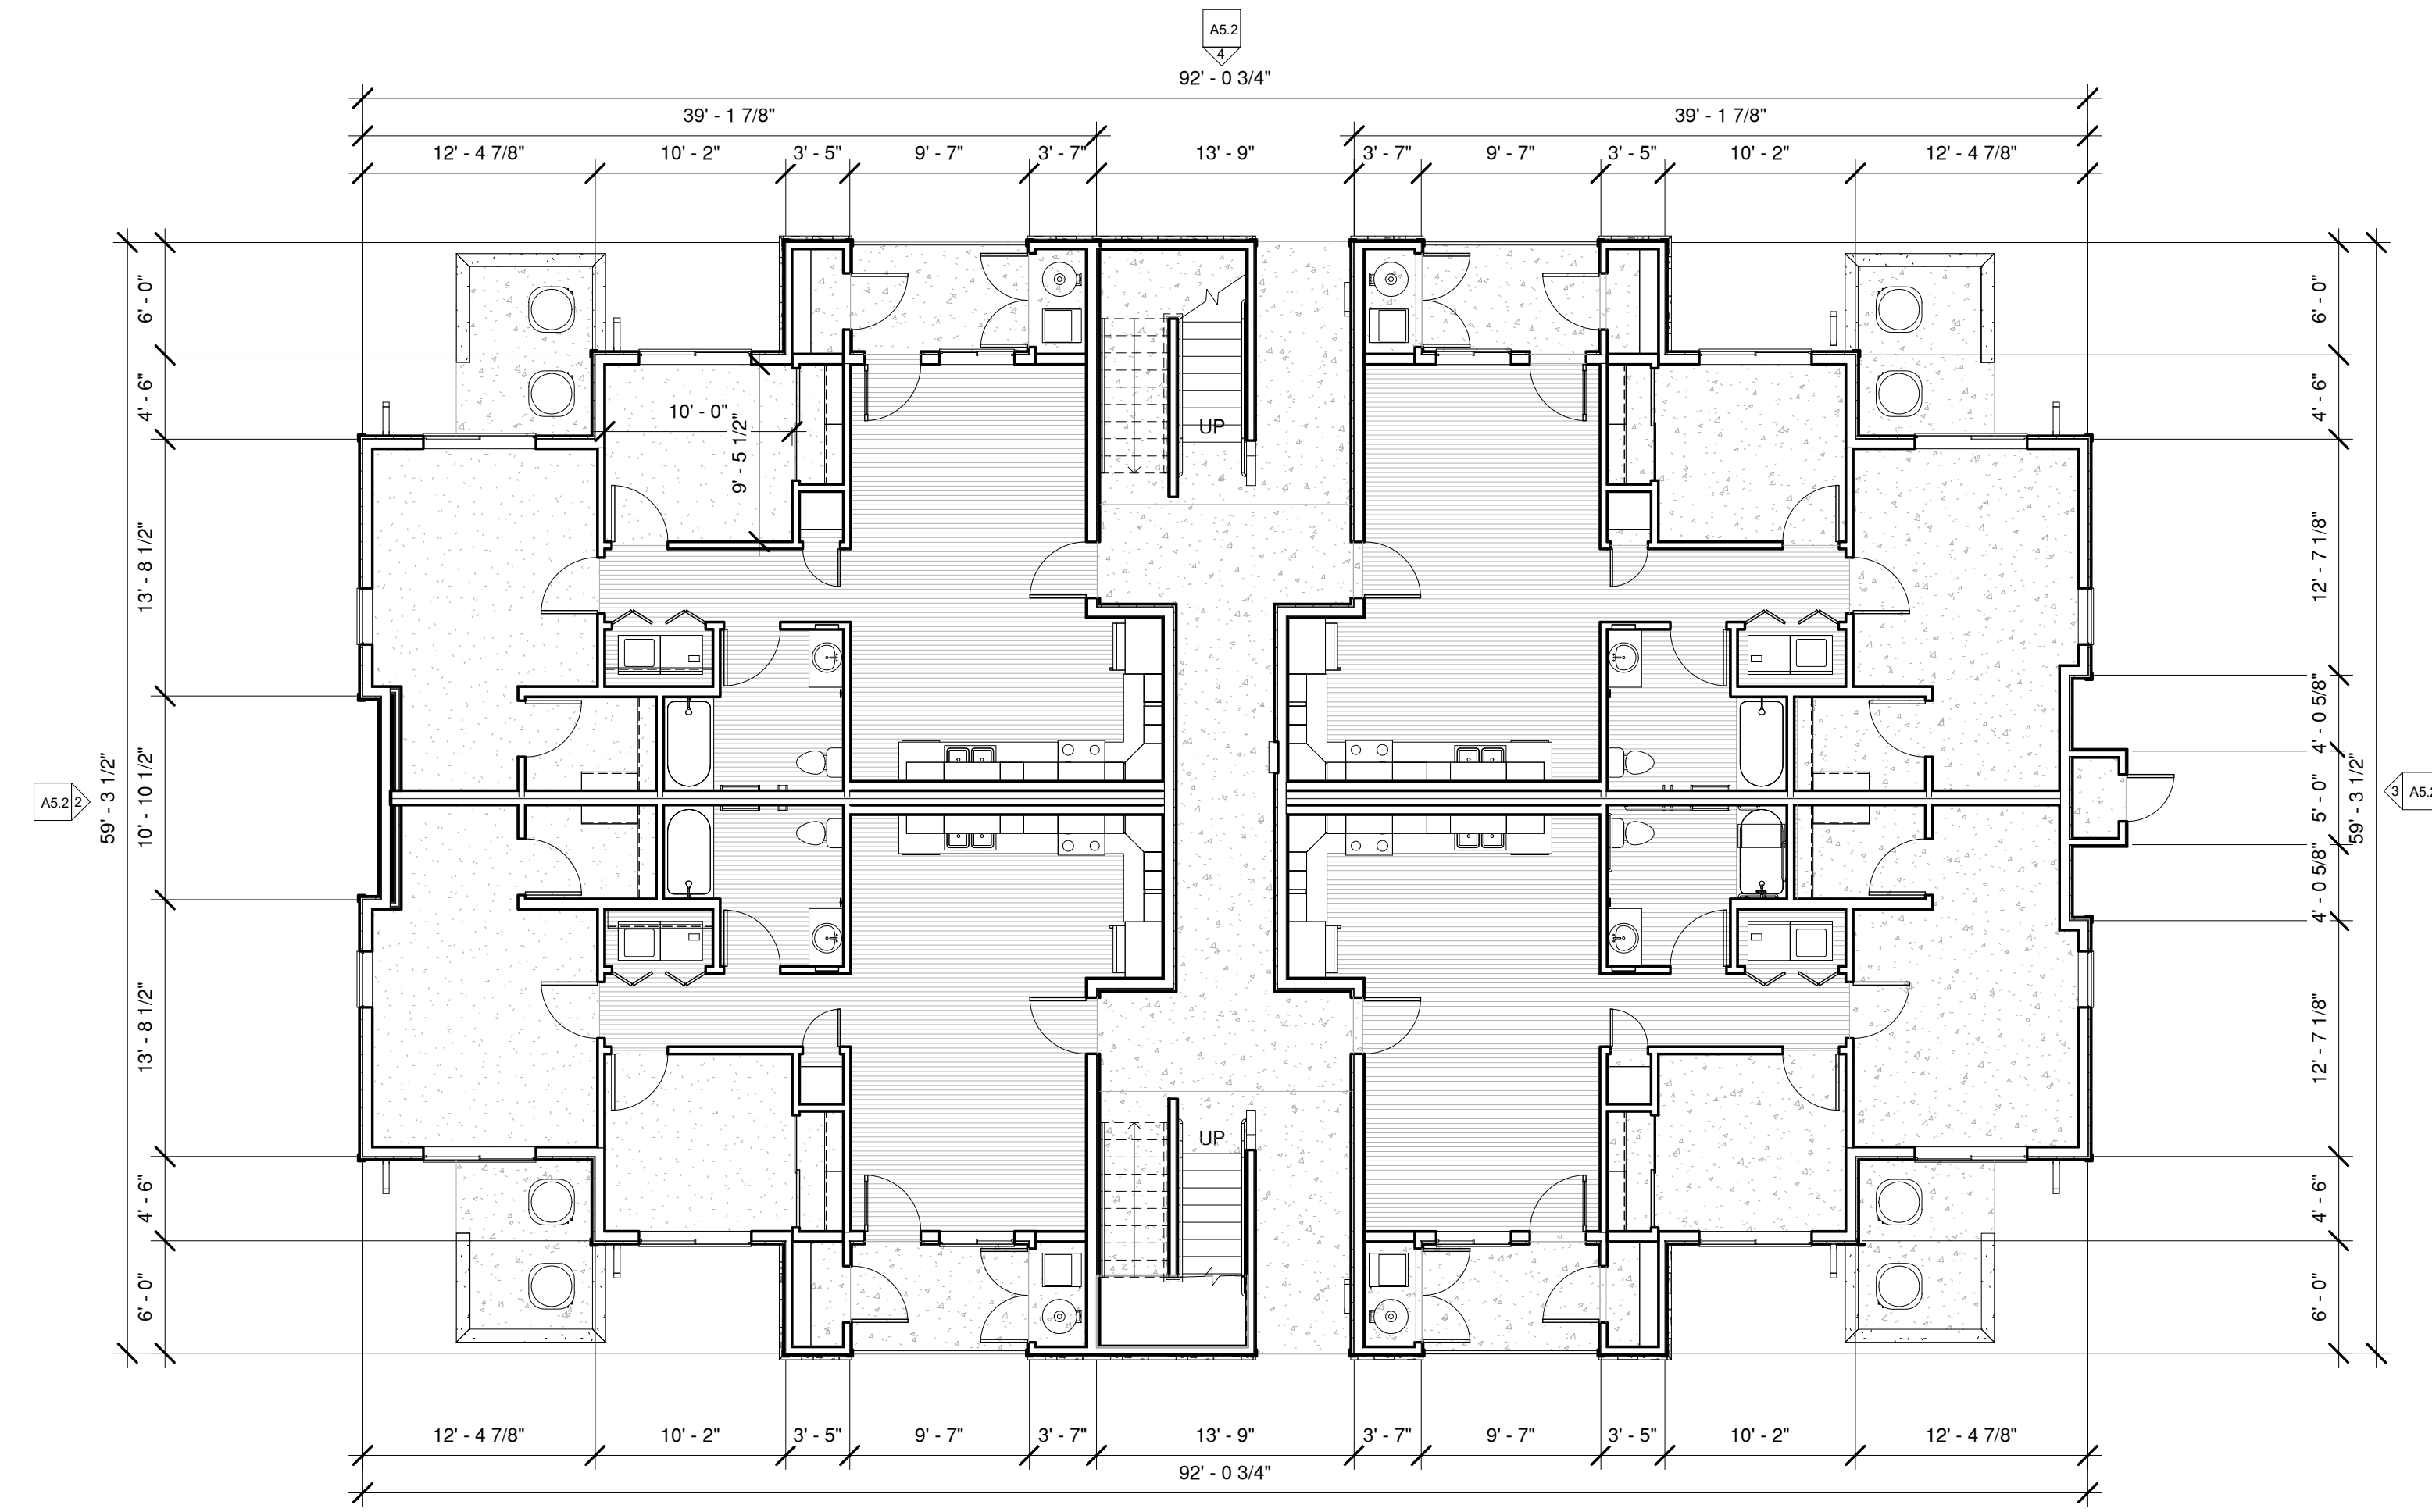 A5.2
4
92' - 0 3/4"
39' - 1 7/8"
39' - 1 7/8"
12' - 4 7/8"
10' - 2"
3' - 5"
9' - 7"
3' - 7"
13' - 9"
3' - 7"
9' - 7"
3' - 5"
10' - 2"
12' - 4 7/8"
59' - 3 1/2"
6' - 0"
4' - 6"
13' - 8 1/2"
10' - 10 1/2"
13' - 8 1/2"
4' - 6"
6' - 0"
A5.2
2
10' - 0"
9' - 5 1/2"
UP
UP
6' - 0"
4' - 6"
12' - 7 1/8"
4' - 0 5/8"
5' - 0"
4' - 0 5/8"
12' - 7 1/8"
4' - 6"
6' - 0"
59' - 3 1/2"
3
A5.2
12' - 4 7/8"
10' - 2"
3' - 5"
9' - 7"
3' - 7"
13' - 9"
3' - 7"
9' - 7"
3' - 5"
10' - 2"
12' - 4 7/8"
92' - 0 3/4"